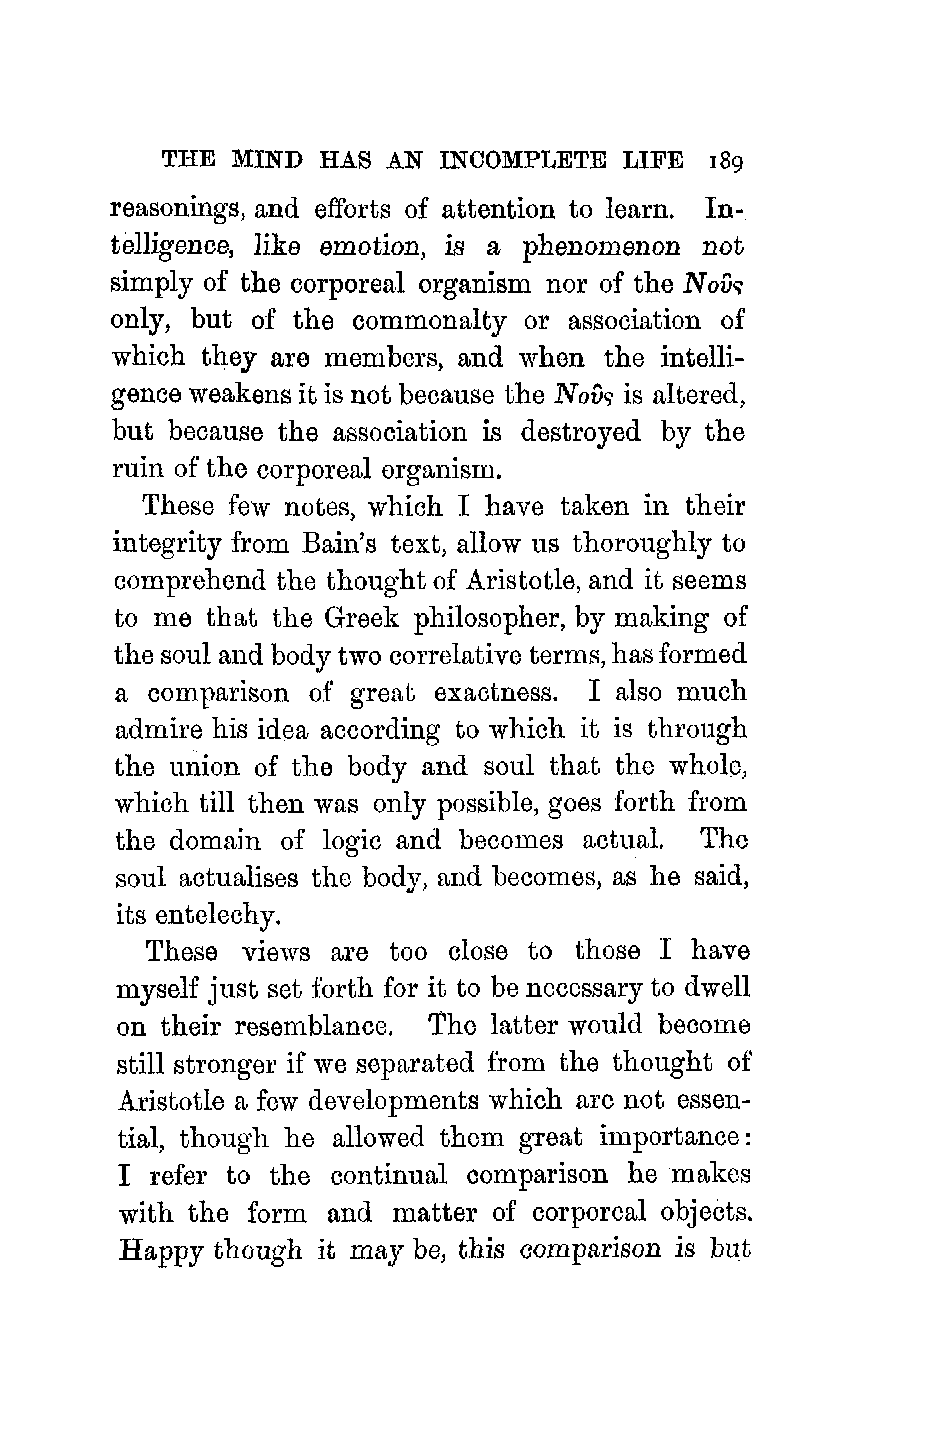 THE MIND HAS AN INCOMPLETE LIFE 189
reasonings, and efforts of attention to learn. In-
telligence, like emotion, is a phenomenon not
simply of the corporeal organism nor of the Νοῦς
only, but of the commonalty or association of
which they are members, and when the intelli-
gence weakens it is not because the Νοῦς is altered,
but because the association is destroyed by the
ruin of the corporeal organism.
These few notes, which I have taken in their
integrity from Bain's text, allow us thoroughly to
comprehend the thought of Aristotle, and it seems
to me that the Greek philosopher, by making of
the soul and body two correlative terms, has formed
a comparison of great exactness. I also much
admire his idea according to which it is through
the union of the body and soul that the whole,
which till then was only possible, goes forth from
the domain of logic and becomes actual. The
soul actualises the body, and becomes, as he said,
its entelechy.
These views are too close to those I have
myself just set forth for it to be necessary to dwell
on their resemblance. The latter would become
still stronger if we separated from the thought of
Aristotle a few developments which are not essen-
tial, though he allowed them great importance:
I refer to the continual comparison he makes
with the form and matter of corporeal objects.
Happy though it may be, this comparison is but